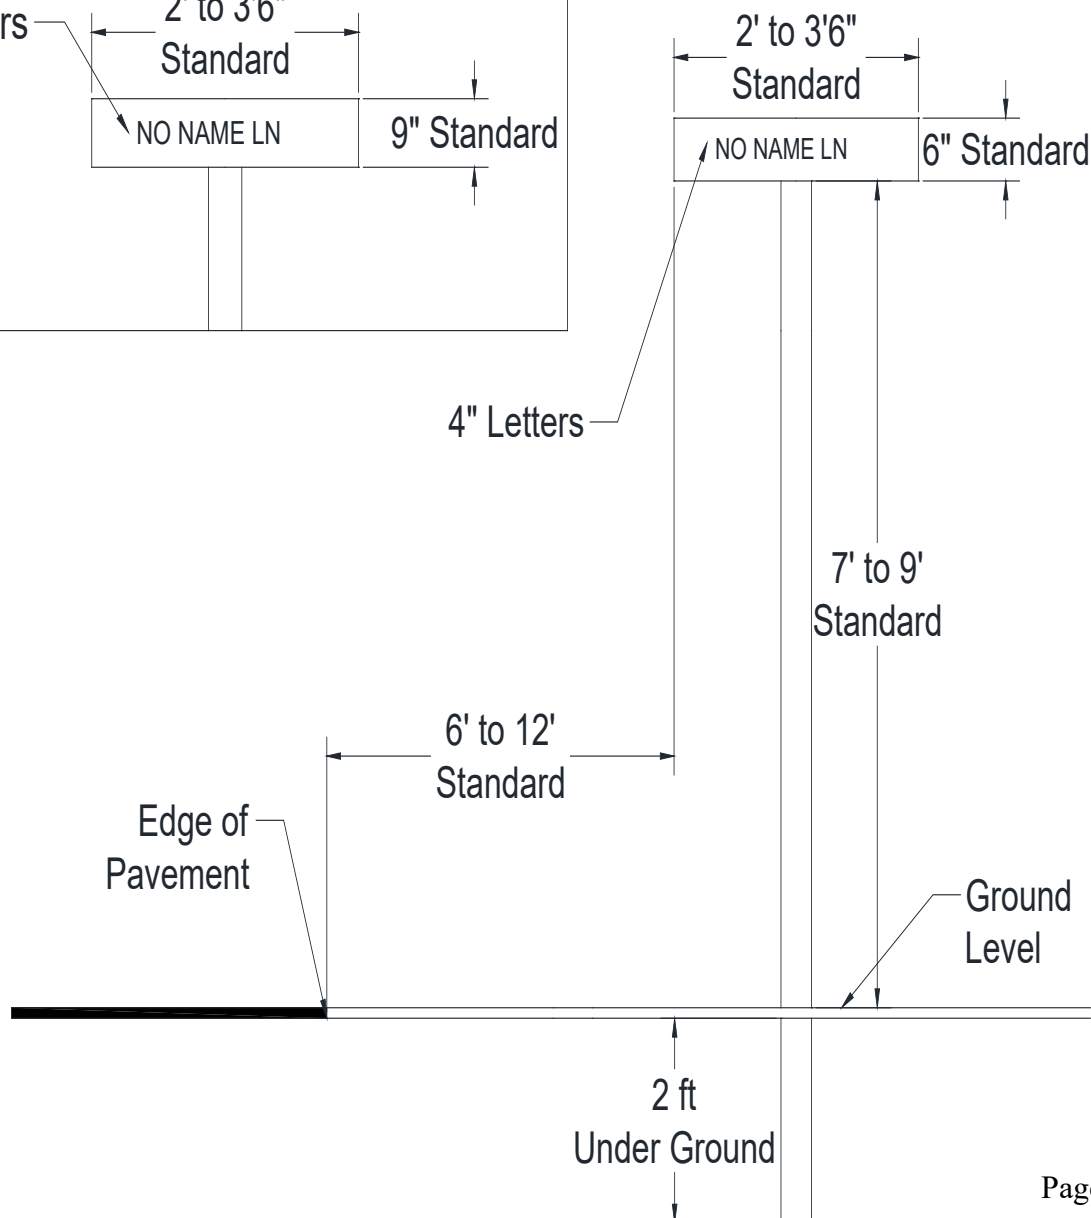 2' to 3'6"
Standard
NO NAME LN
9" Standard
2' to 3'6"
Standard
NO NAME LN
6" Standard
4" Letters
7' to 9'
Standard
6' to 12'
Standard
Edge of
Pavement
Ground
Level
2 ft
Under Ground